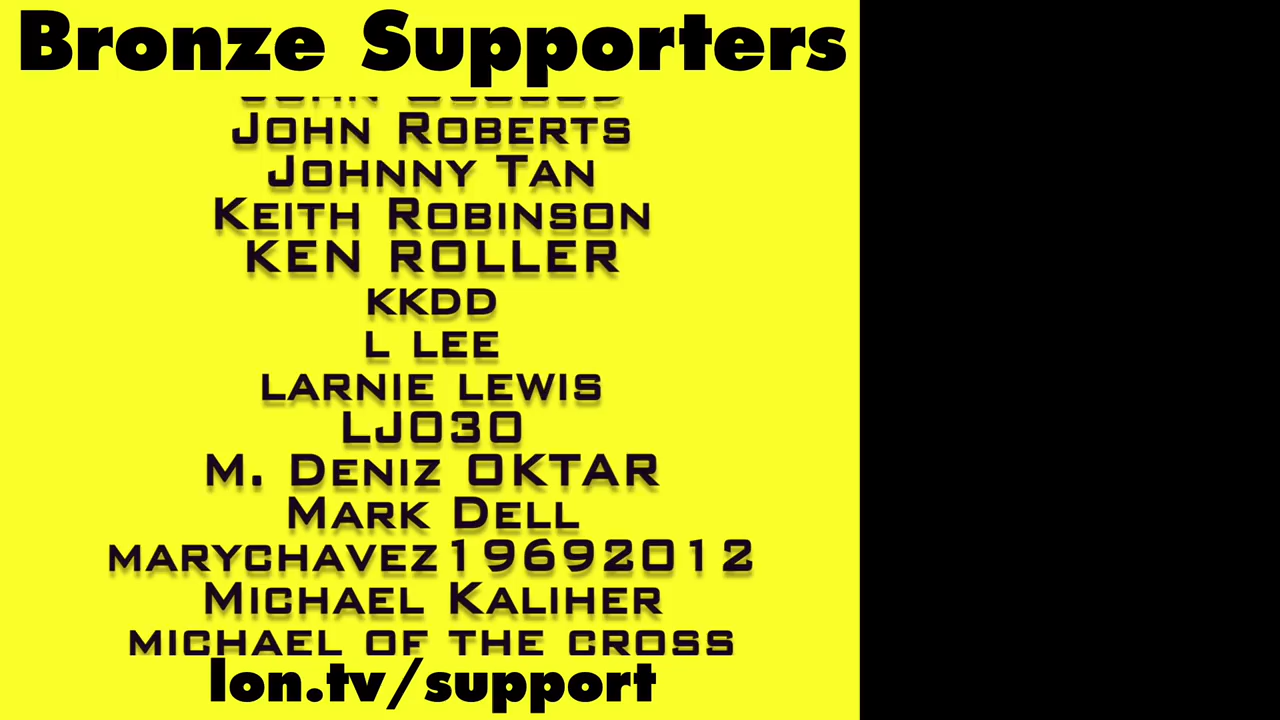 Bronze Supporters
John Roberts
Johnny Tan
Keith Robinson
KEN ROLLER
kkdd
l lee
larnie lewis
LJ030
M. Deniz OKTAR
Mark Dell
marychavez19692012
Michael Kaliher
michael of the cross
lon.tv/support